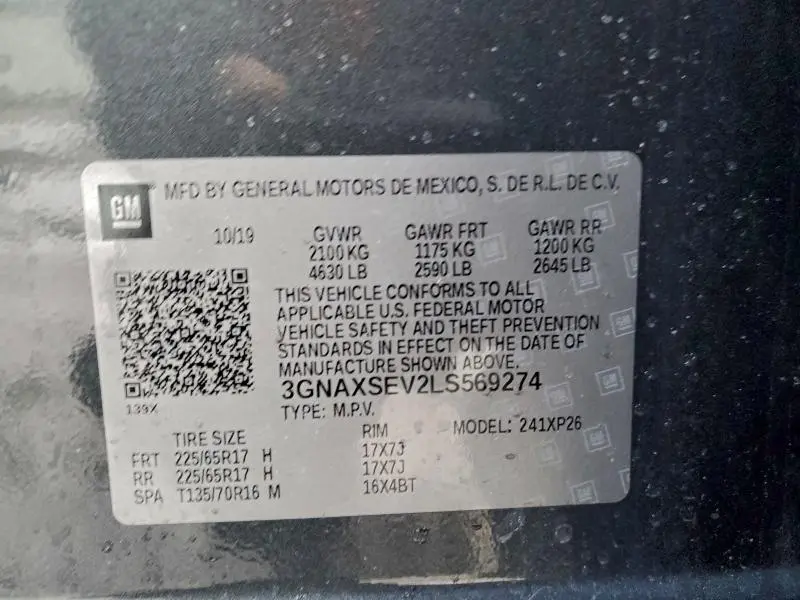 GM MFD BY GENERAL MOTORS DE MEXICO, S. DE R.L. DE C.V.
10/19 GVWR GAWR FRT GAWR RR
2100 KG 1175 KG 1200 KG
4630 LB 2590 LB 2645 LB
THIS VEHICLE CONFORMS TO ALL
APPLICABLE U.S. FEDERAL MOTOR
VEHICLE SAFETY AND THEFT PREVENTION
STANDARDS IN EFFECT ON THE DATE OF
MANUFACTURE SHOWN ABOVE.
3GNAXSEV2LS569274
139X
TYPE: M.P.V. MODEL: 241XP26
TIRE SIZE RIM
FRT 225/65R17 H 17X7J
RR 225/65R17 H 17X7J
SPA T135/70R16 M 16X4BT